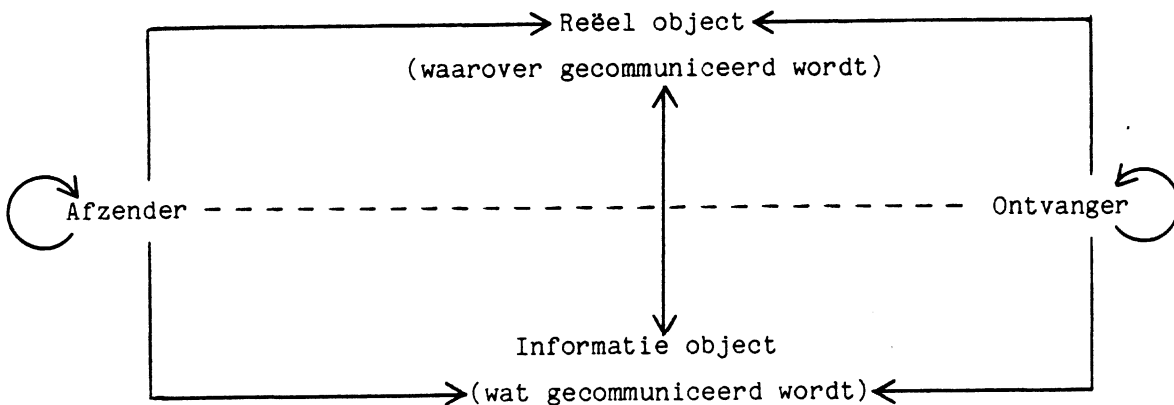 Reëel object
(waarover gecommuniceerd wordt)
Afzender
Ontvanger
Informatie object
(wat gecommuniceerd wordt)